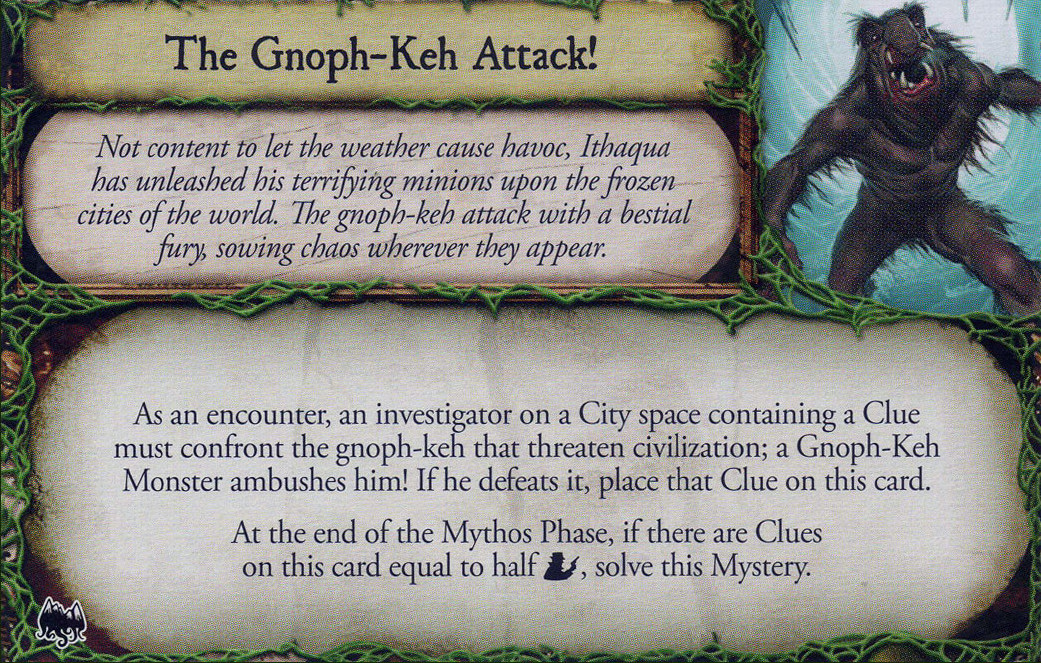 The Gnoph-Keh Attack!
Not content to let the weather cause havoc, Ithaqua
has unleashed his terrifying minions upon the frozen
cities of the world. The gnoph-keh attack with a bestial
fury, sowing chaos wherever they appear.
As an encounter, an investigator on a City space containing a Clue
must confront the gnoph-keh that threaten civilization; a Gnoph-Keh
Monster ambushes him! If he defeats it, place that Clue on this card.
At the end of the Mythos Phase, if there are Clues
on this card equal to half , solve this Mystery.